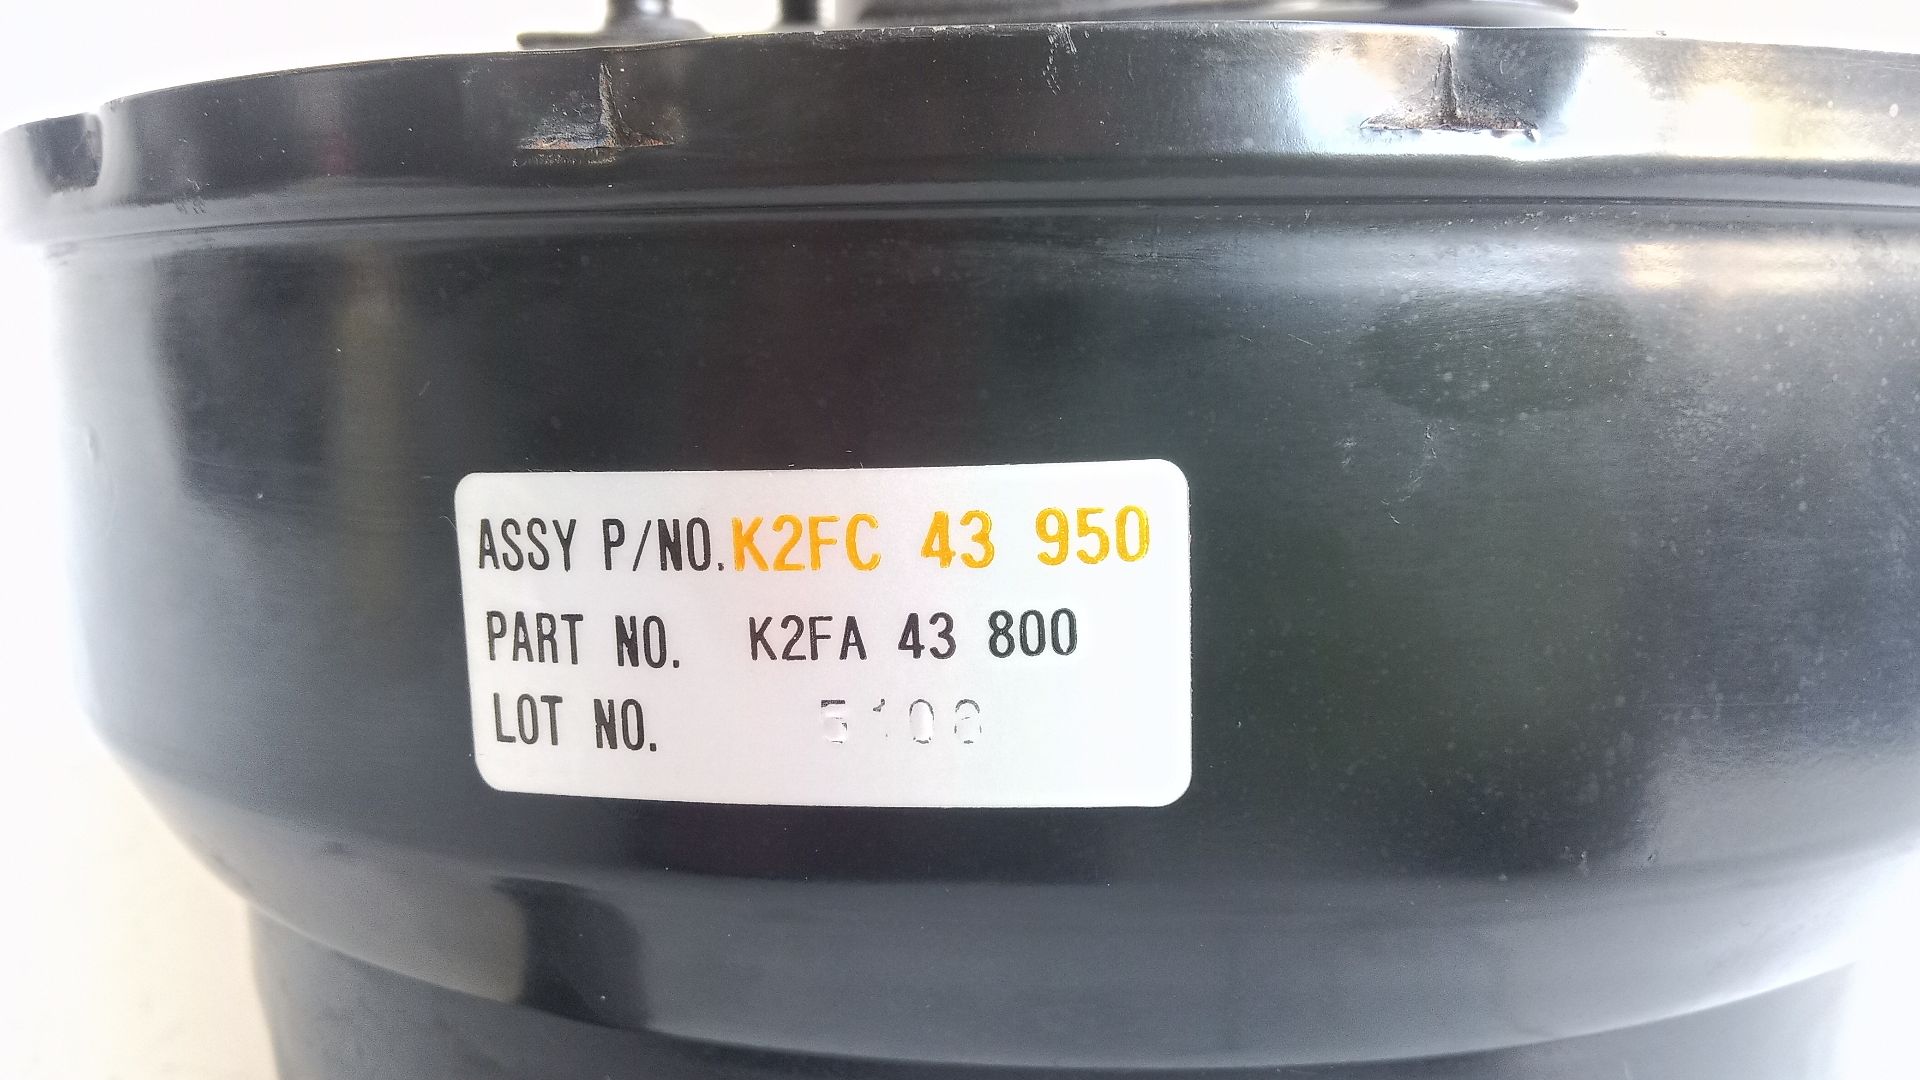 ASSY P/NO. K2FC 43 950
PART NO. K2FA 43 800
LOT NO.